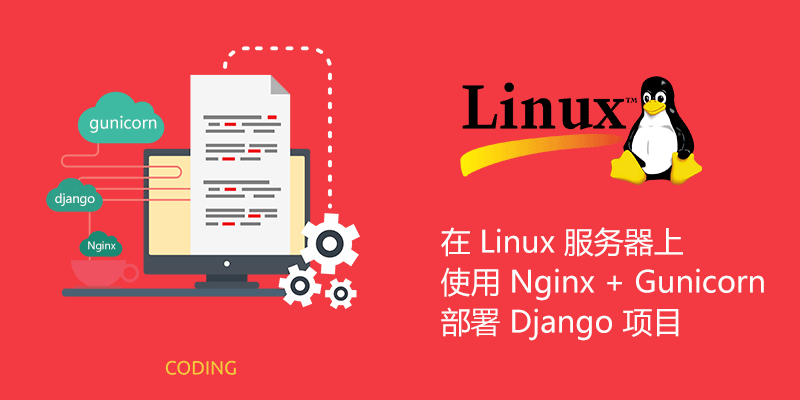 gunicorn
django
Nginx
CODING
Linux™
在 Linux 服务器上
使用 Nginx + Gunicorn
部署 Django 项目